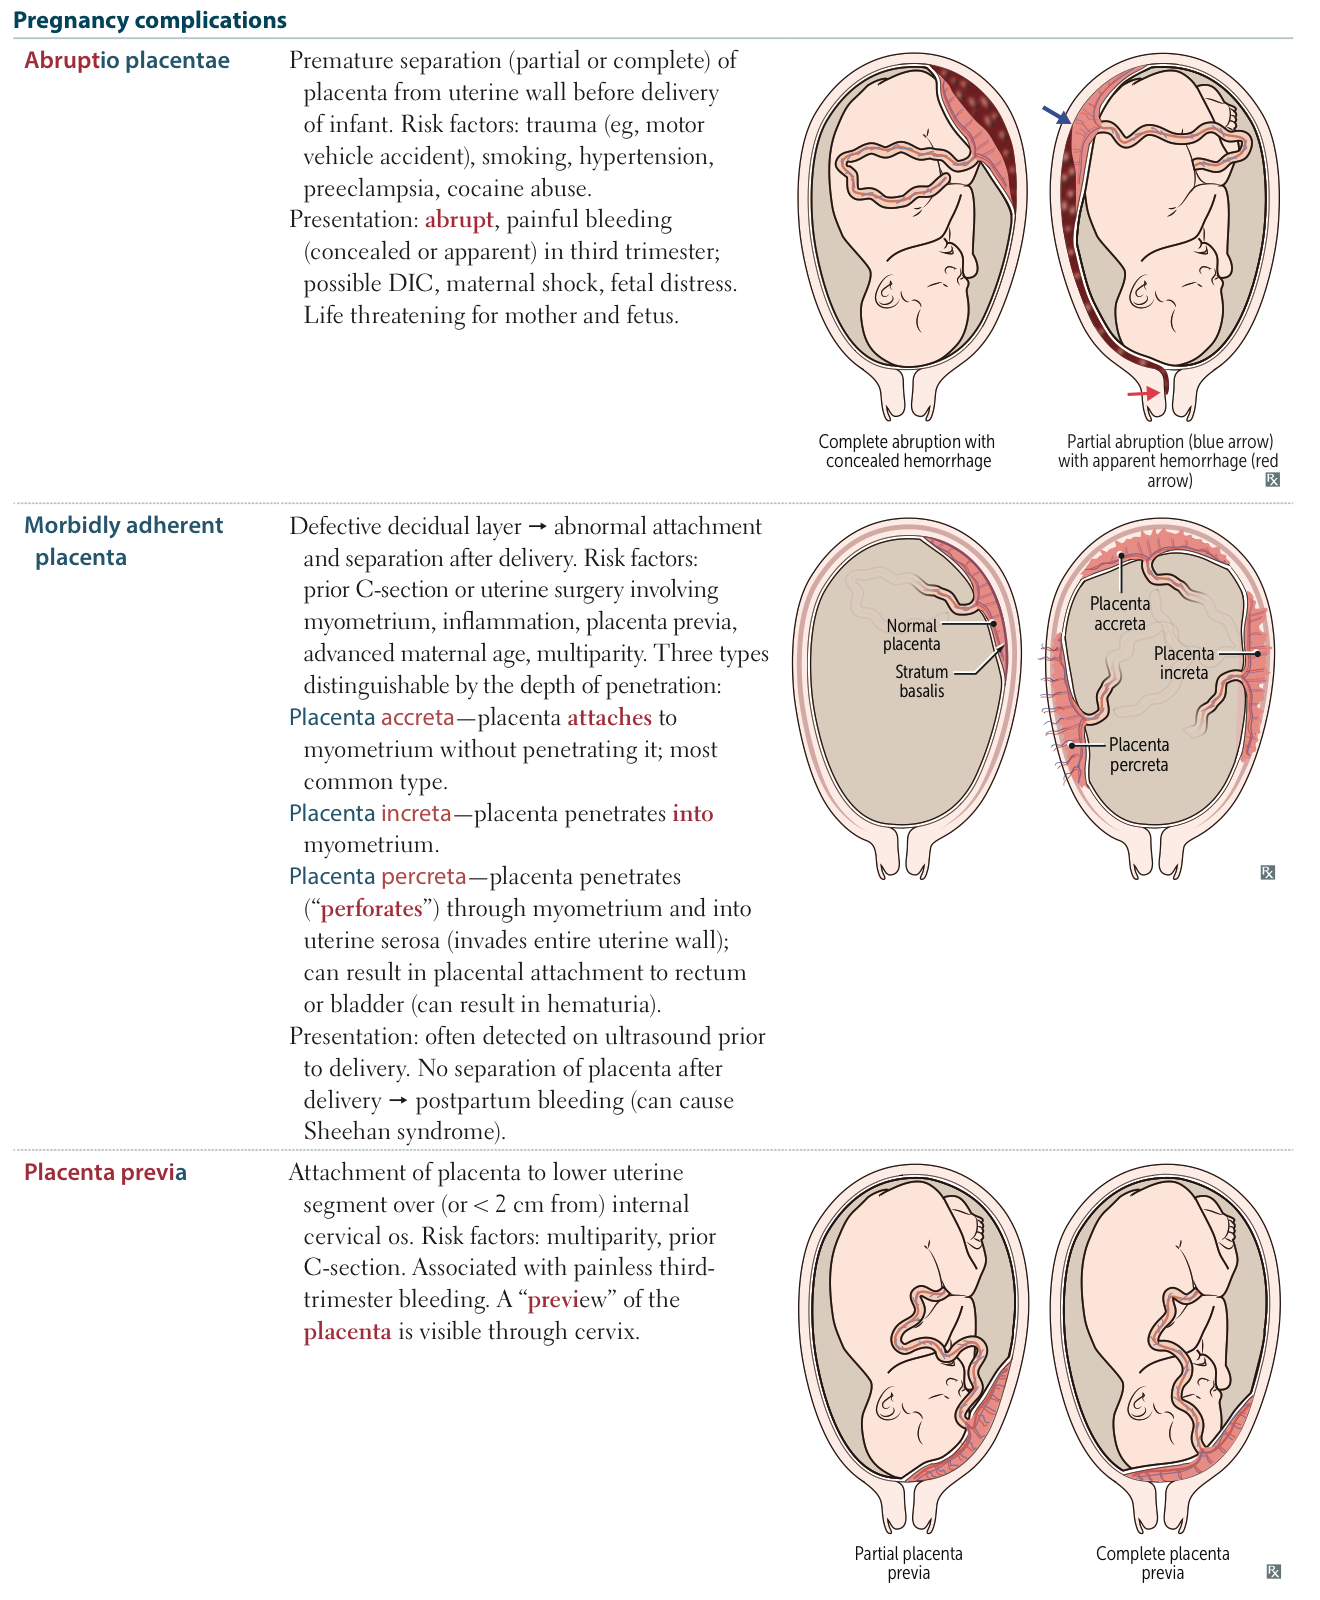 Pregnancy complications
Abruptio placentae
Premature separation (partial or complete) of
placenta from uterine wall before delivery
of infant. Risk factors: trauma (eg, motor
vehicle accident), smoking, hypertension,
preeclampsia, cocaine abuse.
Presentation: abrupt, painful bleeding
(concealed or apparent) in third trimester;
possible DIC, maternal shock, fetal distress.
Life threatening for mother and fetus.
Complete abruption with
concealed hemorrhage
Partial abruption (blue arrow)
with apparent hemorrhage (red
arrow)
Rx
Morbidly adherent
placenta
Defective decidual layer → abnormal attachment
and separation after delivery. Risk factors:
prior C-section or uterine surgery involving
myometrium, inflammation, placenta previa,
advanced maternal age, multiparity. Three types
distinguishable by the depth of penetration:
Placenta accreta—placenta attaches to
myometrium without penetrating it; most
common type.
Placenta increta—placenta penetrates into
myometrium.
Placenta percreta—placenta penetrates
(“perforates”) through myometrium and into
uterine serosa (invades entire uterine wall);
can result in placental attachment to rectum
or bladder (can result in hematuria).
Presentation: often detected on ultrasound prior
to delivery. No separation of placenta after
delivery → postpartum bleeding (can cause
Sheehan syndrome).
Normal
placenta
Stratum
basalis
Placenta
accreta
Placenta
increta
Placenta
percreta
Rx
Placenta previa
Attachment of placenta to lower uterine
segment over (or < 2 cm from) internal
cervical os. Risk factors: multiparity, prior
C-section. Associated with painless third-
trimester bleeding. A “preview” of the
placenta is visible through cervix.
Partial placenta
previa
Complete placenta
previa
Rx